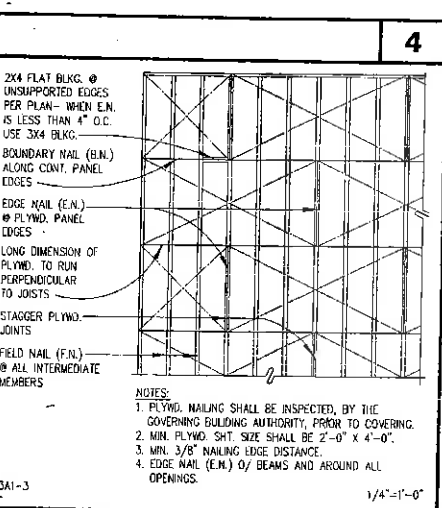 4
2X4 FLAT BLKG. @
UNSUPPORTED EDGES
PER PLAN- WHEN E.N.
IS LESS THAN 4" O.C.
USE 3X4 BLKG.
BOUNDARY NAIL (B.N.)
ALONG CONT. PANEL
EDGES
EDGE NAIL (E.N.)
@ PLYWD. PANEL
EDGES
LONG DIMENSION OF
PLYWD. TO RUN
PERPENDICULAR
TO JOISTS
STAGGER PLYWD.
JOINTS
FIELD NAIL (F.N.)
@ ALL INTERMEDIATE
MEMBERS
NOTES:
1. PLYWD. NAILING SHALL BE INSPECTED, BY THE
GOVERNING BUILDING AUTHORITY, PRIOR TO COVERING.
2. MIN. PLYWD. SHT. SIZE SHALL BE 2'-0" X 4'-0".
3. MIN. 3/8" NAILING EDGE DISTANCE.
4. EDGE NAIL (E.N.) O/ BEAMS AND AROUND ALL
OPENINGS.
3A1-3
1/4"=1'-0"